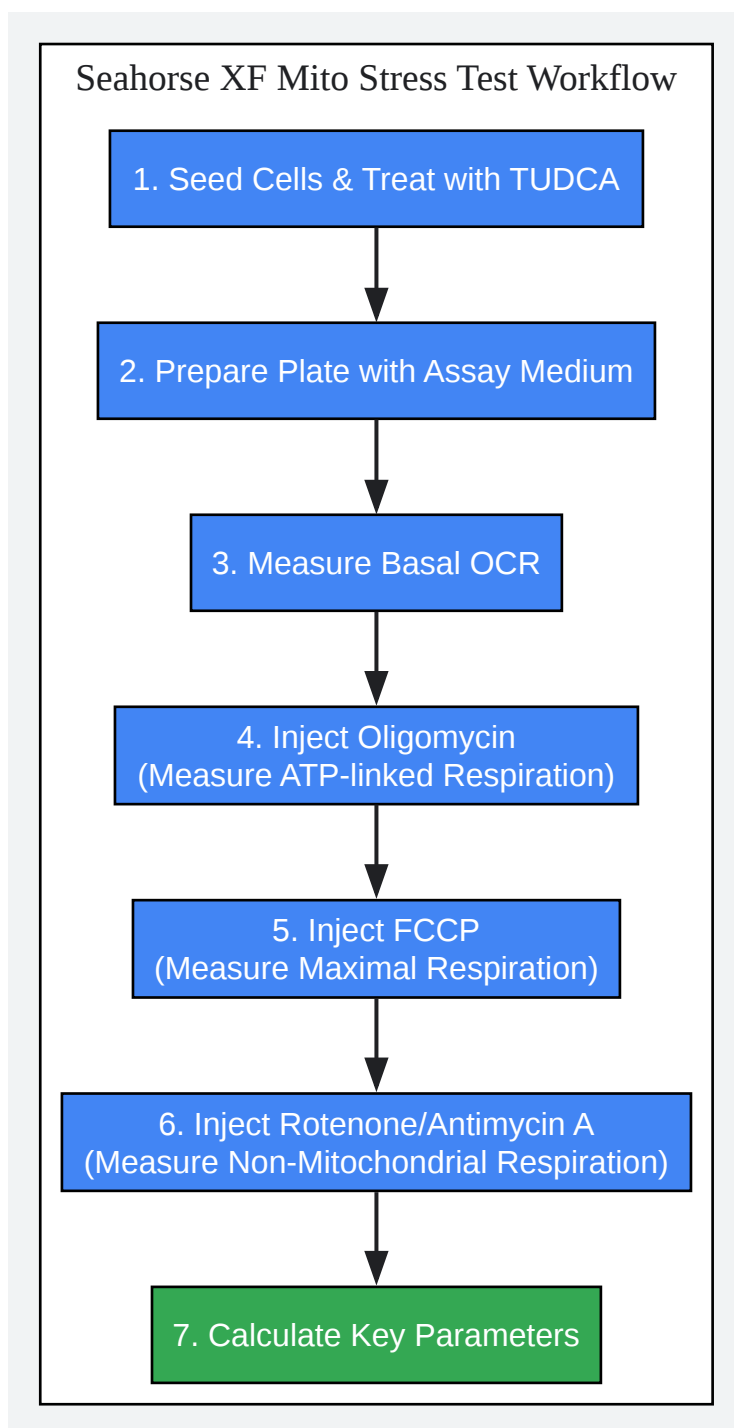 Seahorse XF Mito Stress Test Workflow
1. Seed Cells & Treat with TUDCA
2. Prepare Plate with Assay Medium
3. Measure Basal OCR
4. Inject Oligomycin
(Measure ATP-linked Respiration)
5. Inject FCCP
(Measure Maximal Respiration)
6. Inject Rotenone/Antimycin A
(Measure Non-Mitochondrial Respiration)
7. Calculate Key Parameters